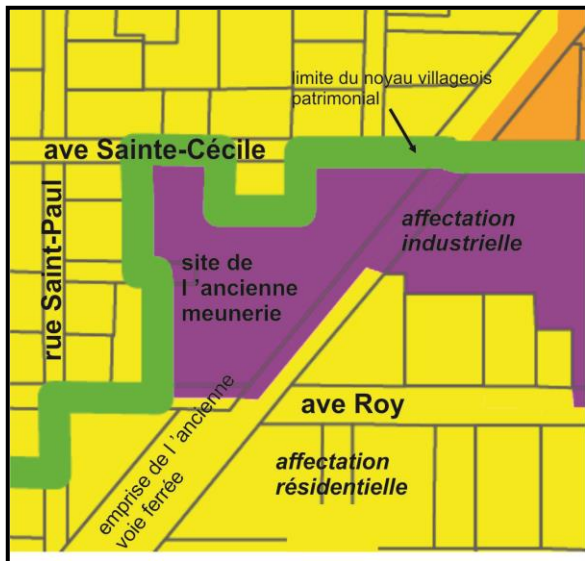 limite du noyau villageois
patrimonial
ave Sainte-Cécile
rue Saint-Paul
affectation
industrielle
site de
l 'ancienne
meunerie
ave Roy
emprise de l 'ancienne
voie ferrée
affectation
résidentielle